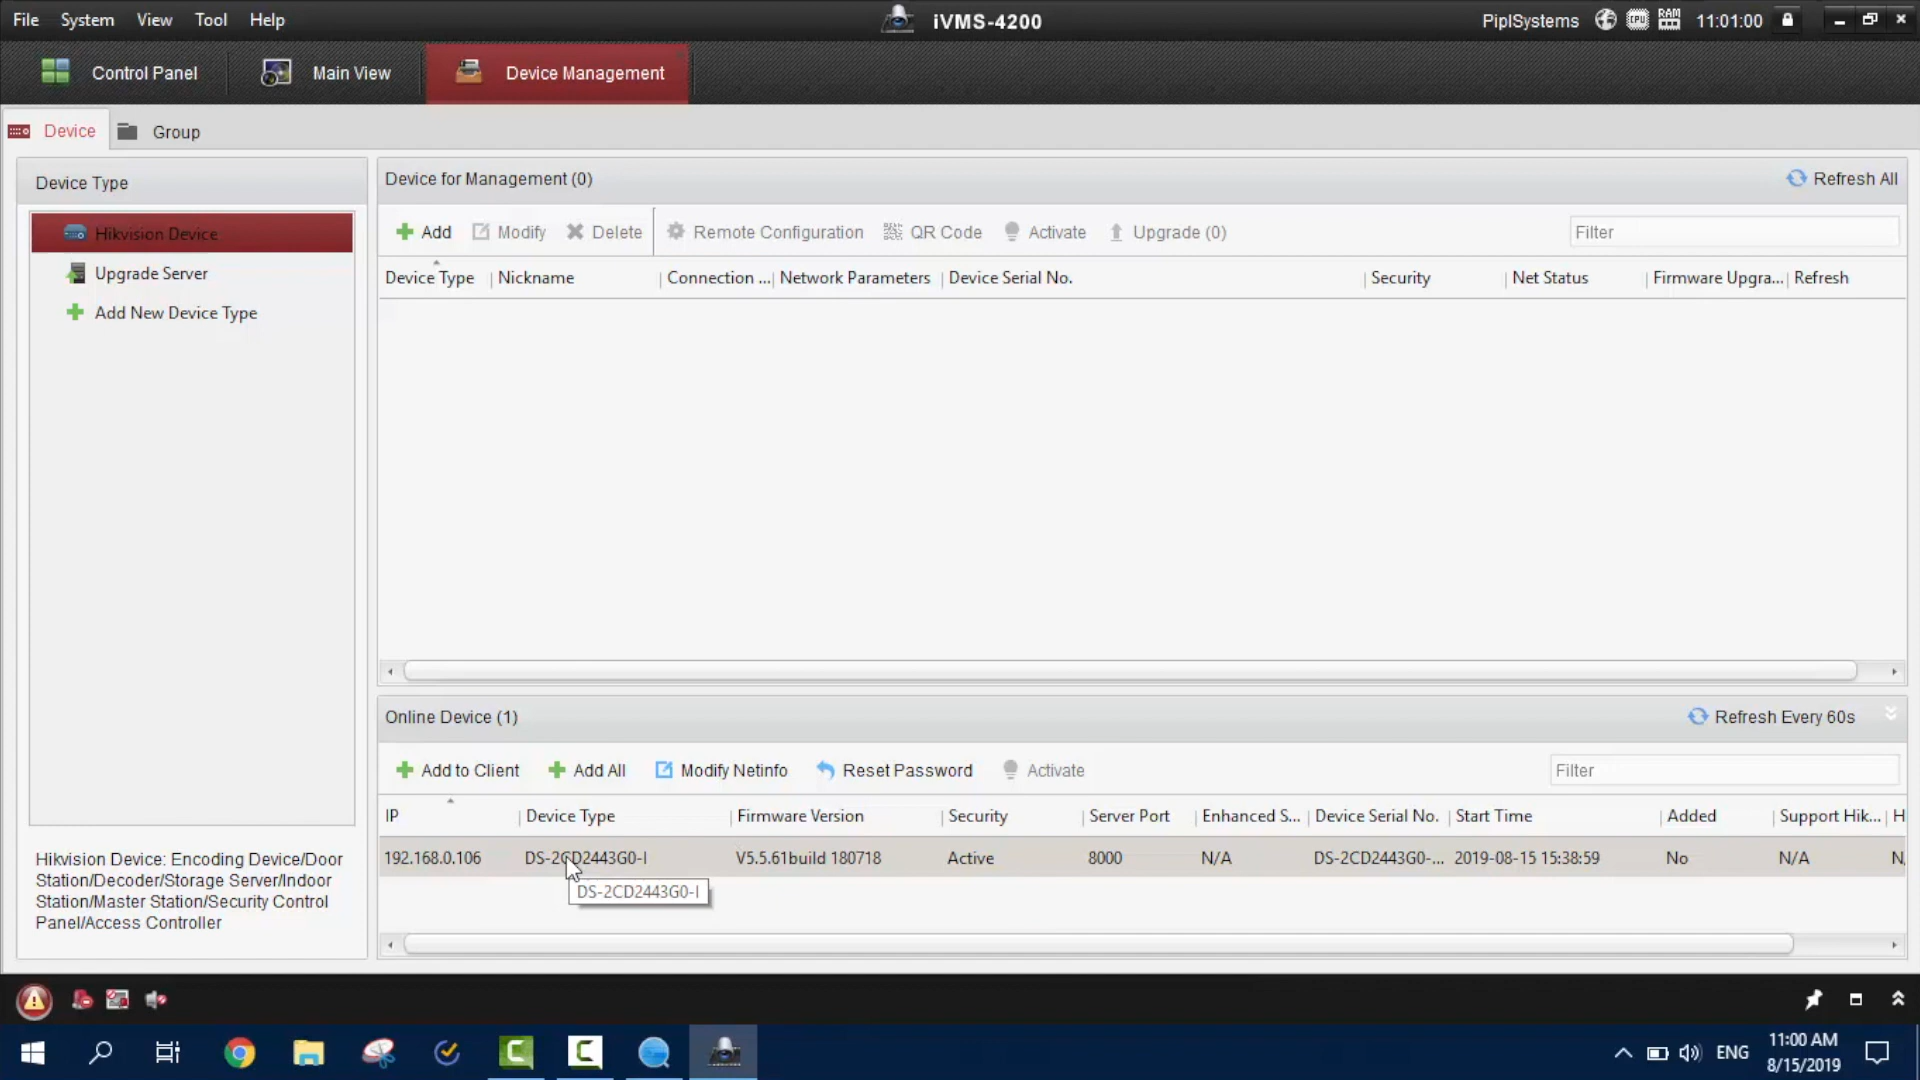 File System View Tool Help iVMS-4200 PiplSystems CPU RAM 11:01:00
Control Panel Main View Device Management
Device Group
Device Type
Hikvision Device
Upgrade Server
Add New Device Type
Hikvision Device: Encoding Device/Door
Station/Decoder/Storage Server/Indoor
Station/Master Station/Security Control
Panel/Access Controller
Device for Management (0) Refresh All
Add Modify Delete Remote Configuration QR Code Activate Upgrade (0) Filter
Device Type Nickname Connection ... Network Parameters Device Serial No. Security Net Status Firmware Upgra... Refresh
Online Device (1) Refresh Every 60s
Add to Client Add All Modify Netinfo Reset Password Activate Filter
IP Device Type Firmware Version Security Server Port Enhanced S... Device Serial No. Start Time Added Support Hik... H
192.168.0.106 DS-2CD2443G0-I V5.5.61build 180718 Active 8000 N/A DS-2CD2443G0-... 2019-08-15 15:38:59 No N/A N
DS-2CD2443G0-I
ENG 11:00 AM
8/15/2019